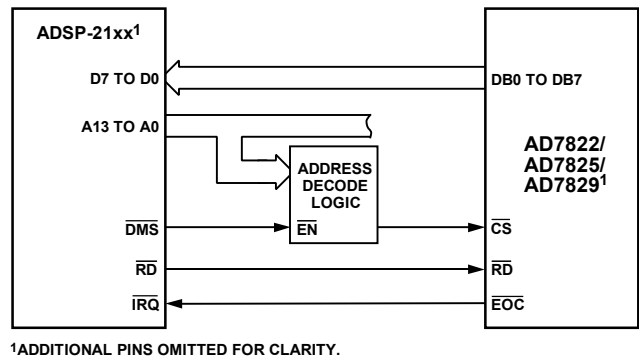 ADSP-21xx¹
D7 TO D0
DB0 TO DB7
A13 TO A0
ADDRESS
DECODE
LOGIC
AD7822/
AD7825/
AD7829¹
DMS
EN
CS
RD
RD
IRQ
EOC
¹ADDITIONAL PINS OMITTED FOR CLARITY.